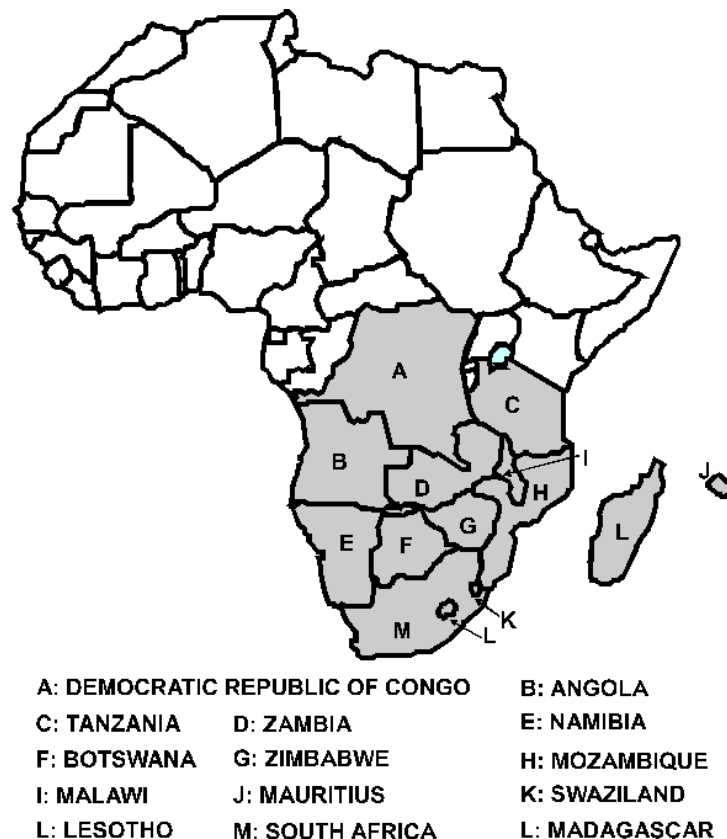 A
C
B
I
J
D
H
G
L
E
F
K
M
L
A: DEMOCRATIC REPUBLIC OF CONGO B: ANGOLA
C: TANZANIA D: ZAMBIA E: NAMIBIA
F: BOTSWANA G: ZIMBABWE H: MOZAMBIQUE
I: MALAWI J: MAURITIUS K: SWAZILAND
L: LESOTHO M: SOUTH AFRICA L: MADAGASCAR